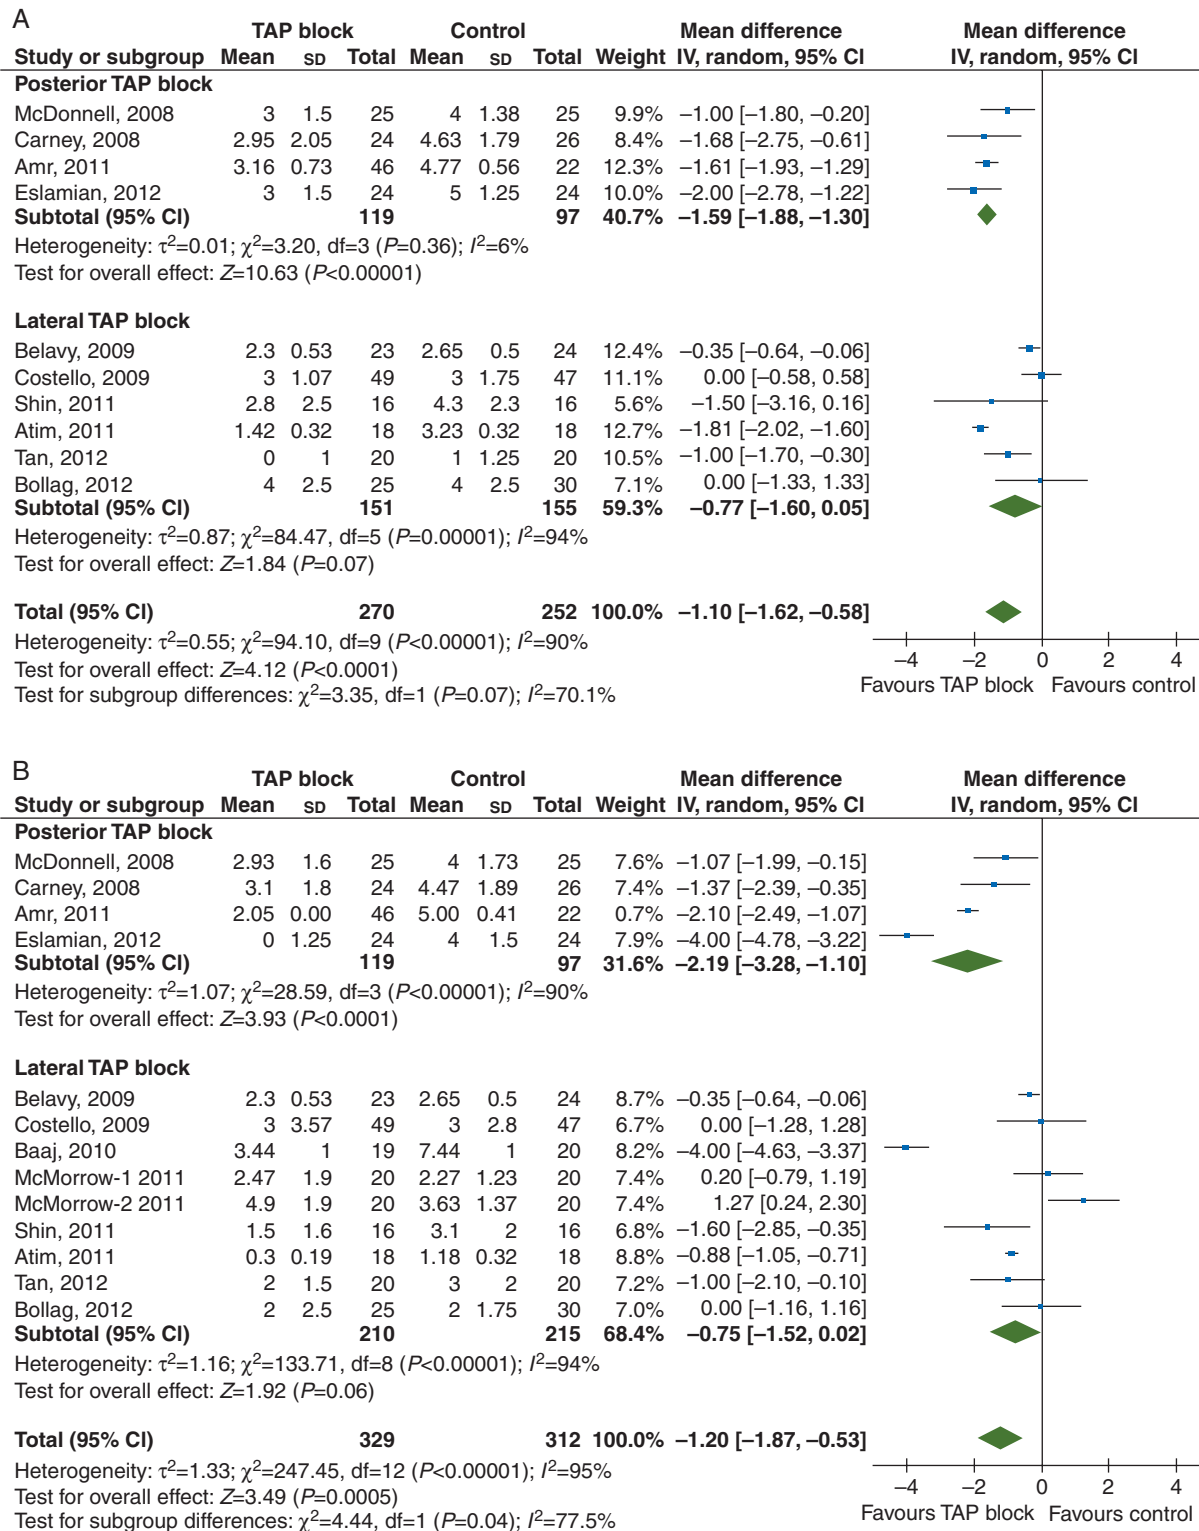 A
TAP block Control Mean difference Mean difference
Study or subgroup Mean SD Total Mean SD Total Weight IV, random, 95% CI IV, random, 95% CI
Posterior TAP block
McDonnell, 2008 3 1.5 25 4 1.38 25 9.9% –1.00 [–1.80, –0.20]
Carney, 2008 2.95 2.05 24 4.63 1.79 26 8.4% –1.68 [–2.75, –0.61]
Amr, 2011 3.16 0.73 46 4.77 0.56 22 12.3% –1.61 [–1.93, –1.29]
Eslamian, 2012 3 1.5 24 5 1.25 24 10.0% –2.00 [–2.78, –1.22]
Subtotal (95% CI) 119 97 40.7% –1.59 [–1.88, –1.30]
Heterogeneity: τ²=0.01; χ²=3.20, df=3 (P=0.36); I²=6%
Test for overall effect: Z=10.63 (P<0.00001)
Lateral TAP block
Belavy, 2009 2.3 0.53 23 2.65 0.5 24 12.4% –0.35 [–0.64, –0.06]
Costello, 2009 3 1.07 49 3 1.75 47 11.1% 0.00 [–0.58, 0.58]
Shin, 2011 2.8 2.5 16 4.3 2.3 16 5.6% –1.50 [–3.16, 0.16]
Atim, 2011 1.42 0.32 18 3.23 0.32 18 12.7% –1.81 [–2.02, –1.60]
Tan, 2012 0 1 20 1 1.25 20 10.5% –1.00 [–1.70, –0.30]
Bollag, 2012 4 2.5 25 4 2.5 30 7.1% 0.00 [–1.33, 1.33]
Subtotal (95% CI) 151 155 59.3% –0.77 [–1.60, 0.05]
Heterogeneity: τ²=0.87; χ²=84.47, df=5 (P=0.00001); I²=94%
Test for overall effect: Z=1.84 (P=0.07)
Total (95% CI) 270 252 100.0% –1.10 [–1.62, –0.58]
Heterogeneity: τ²=0.55; χ²=94.10, df=9 (P<0.00001); I²=90%
Test for overall effect: Z=4.12 (P<0.0001)
Test for subgroup differences: χ²=3.35, df=1 (P=0.07); I²=70.1%
–4 –2 0 2 4
Favours TAP block Favours control
B
TAP block Control Mean difference Mean difference
Study or subgroup Mean SD Total Mean SD Total Weight IV, random, 95% CI IV, random, 95% CI
Posterior TAP block
McDonnell, 2008 2.93 1.6 25 4 1.73 25 7.6% –1.07 [–1.99, –0.15]
Carney, 2008 3.1 1.8 24 4.47 1.89 26 7.4% –1.37 [–2.39, –0.35]
Amr, 2011 2.05 0.00 46 5.00 0.41 22 0.7% –2.10 [–2.49, –1.07]
Eslamian, 2012 0 1.25 24 4 1.5 24 7.9% –4.00 [–4.78, –3.22]
Subtotal (95% CI) 119 97 31.6% –2.19 [–3.28, –1.10]
Heterogeneity: τ²=1.07; χ²=28.59, df=3 (P<0.00001); I²=90%
Test for overall effect: Z=3.93 (P<0.0001)
Lateral TAP block
Belavy, 2009 2.3 0.53 23 2.65 0.5 24 8.7% –0.35 [–0.64, –0.06]
Costello, 2009 3 3.57 49 3 2.8 47 6.7% 0.00 [–1.28, 1.28]
Baaj, 2010 3.44 1 19 7.44 1 20 8.2% –4.00 [–4.63, –3.37]
McMorrow-1 2011 2.47 1.9 20 2.27 1.23 20 7.4% 0.20 [–0.79, 1.19]
McMorrow-2 2011 4.9 1.9 20 3.63 1.37 20 7.4% 1.27 [0.24, 2.30]
Shin, 2011 1.5 1.6 16 3.1 2 16 6.8% –1.60 [–2.85, –0.35]
Atim, 2011 0.3 0.19 18 1.18 0.32 18 8.8% –0.88 [–1.05, –0.71]
Tan, 2012 2 1.5 20 3 2 20 7.2% –1.00 [–2.10, –0.10]
Bollag, 2012 2 2.5 25 2 1.75 30 7.0% 0.00 [–1.16, 1.16]
Subtotal (95% CI) 210 215 68.4% –0.75 [–1.52, 0.02]
Heterogeneity: τ²=1.16; χ²=133.71, df=8 (P<0.00001); I²=94%
Test for overall effect: Z=1.92 (P=0.06)
Total (95% CI) 329 312 100.0% –1.20 [–1.87, –0.53]
Heterogeneity: τ²=1.33; χ²=247.45, df=12 (P<0.00001); I²=95%
Test for overall effect: Z=3.49 (P=0.0005)
Test for subgroup differences: χ²=4.44, df=1 (P=0.04); I²=77.5%
–4 –2 0 2 4
Favours TAP block Favours control